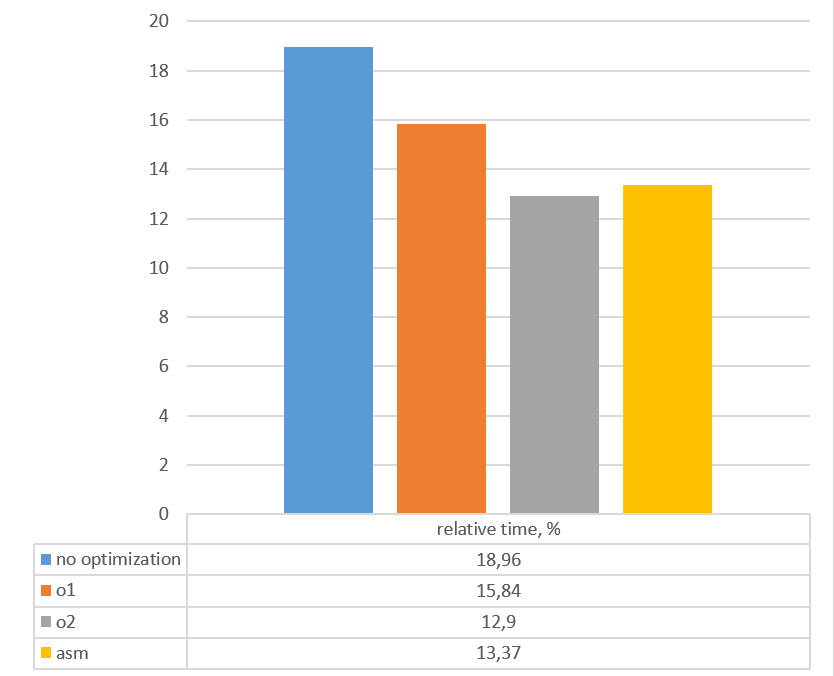 20
18
16
14
12
10
8
6
4
2
0
relative time, %
no optimization 18,96
o1 15,84
o2 12,9
asm 13,37